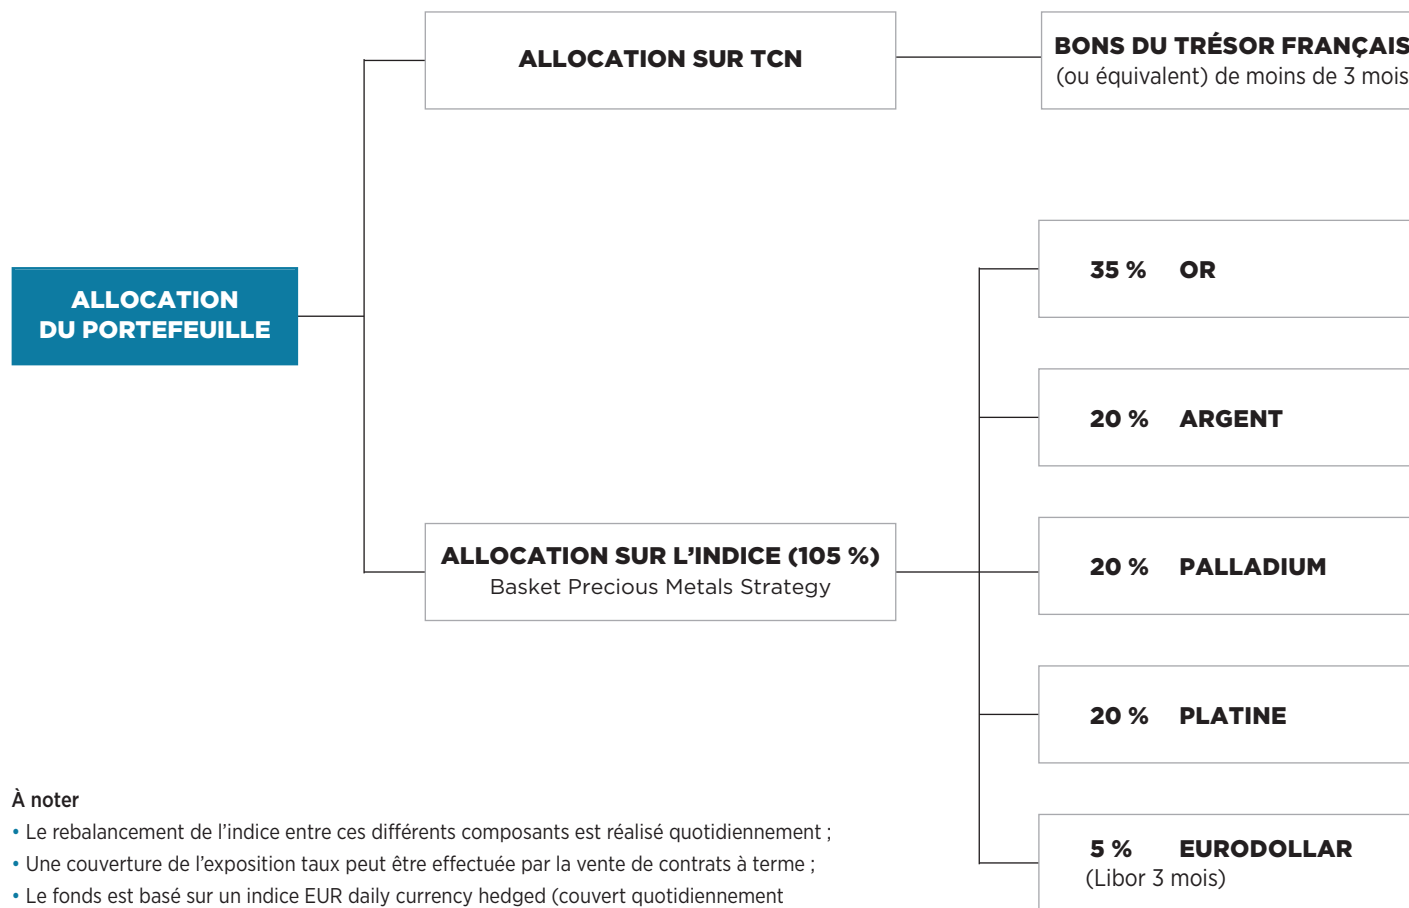 ALLOCATION SUR TCN
BONS DU TRÉSOR FRANÇAIS
(ou équivalent) de moins de 3 mois
ALLOCATION
DU PORTEFEUILLE
35 % OR
20 % ARGENT
ALLOCATION SUR L’INDICE (105 %)
Basket Precious Metals Strategy
20 % PALLADIUM
20 % PLATINE
5 % EURODOLLAR
(Libor 3 mois)
À noter
• Le rebalancement de l’indice entre ces différents composants est réalisé quotidiennement ;
• Une couverture de l’exposition taux peut être effectuée par la vente de contrats à terme ;
• Le fonds est basé sur un indice EUR daily currency hedged (couvert quotidiennement